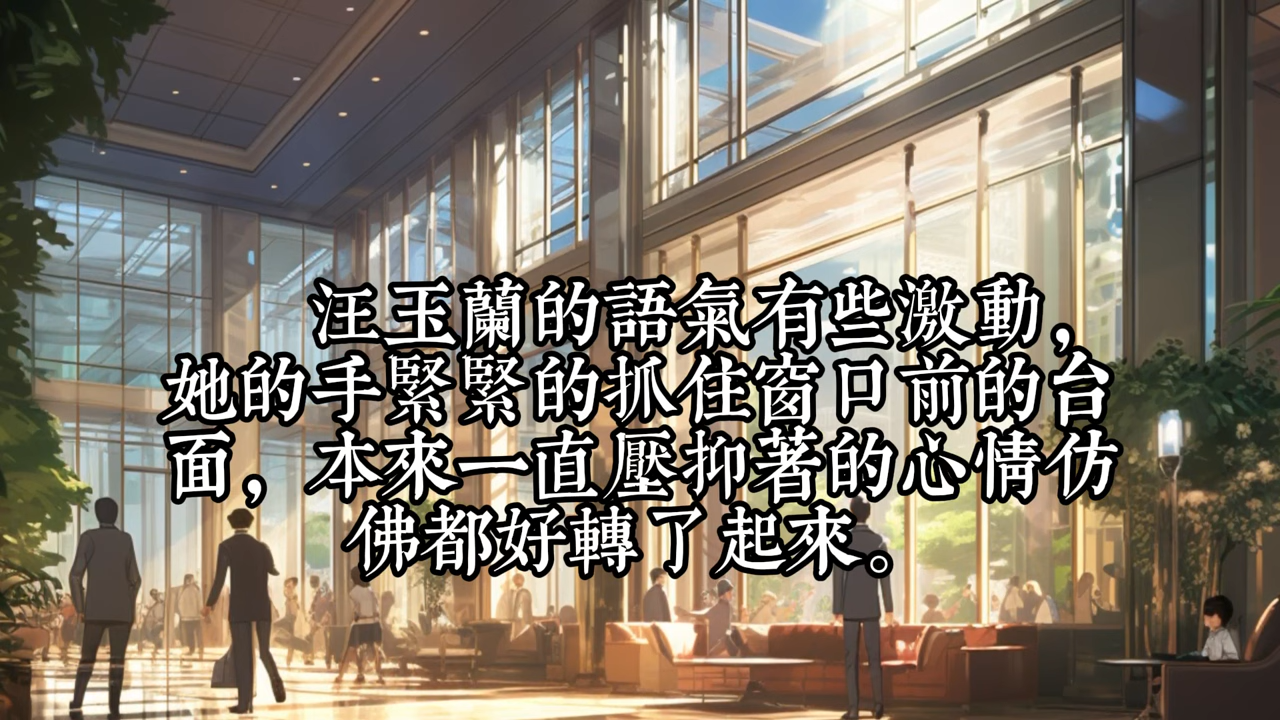 汪玉蘭的語氣有些激動，
她的手緊緊的抓住窗口前的台
面，本來一直壓抑著的心情仿
佛都好轉了起來。